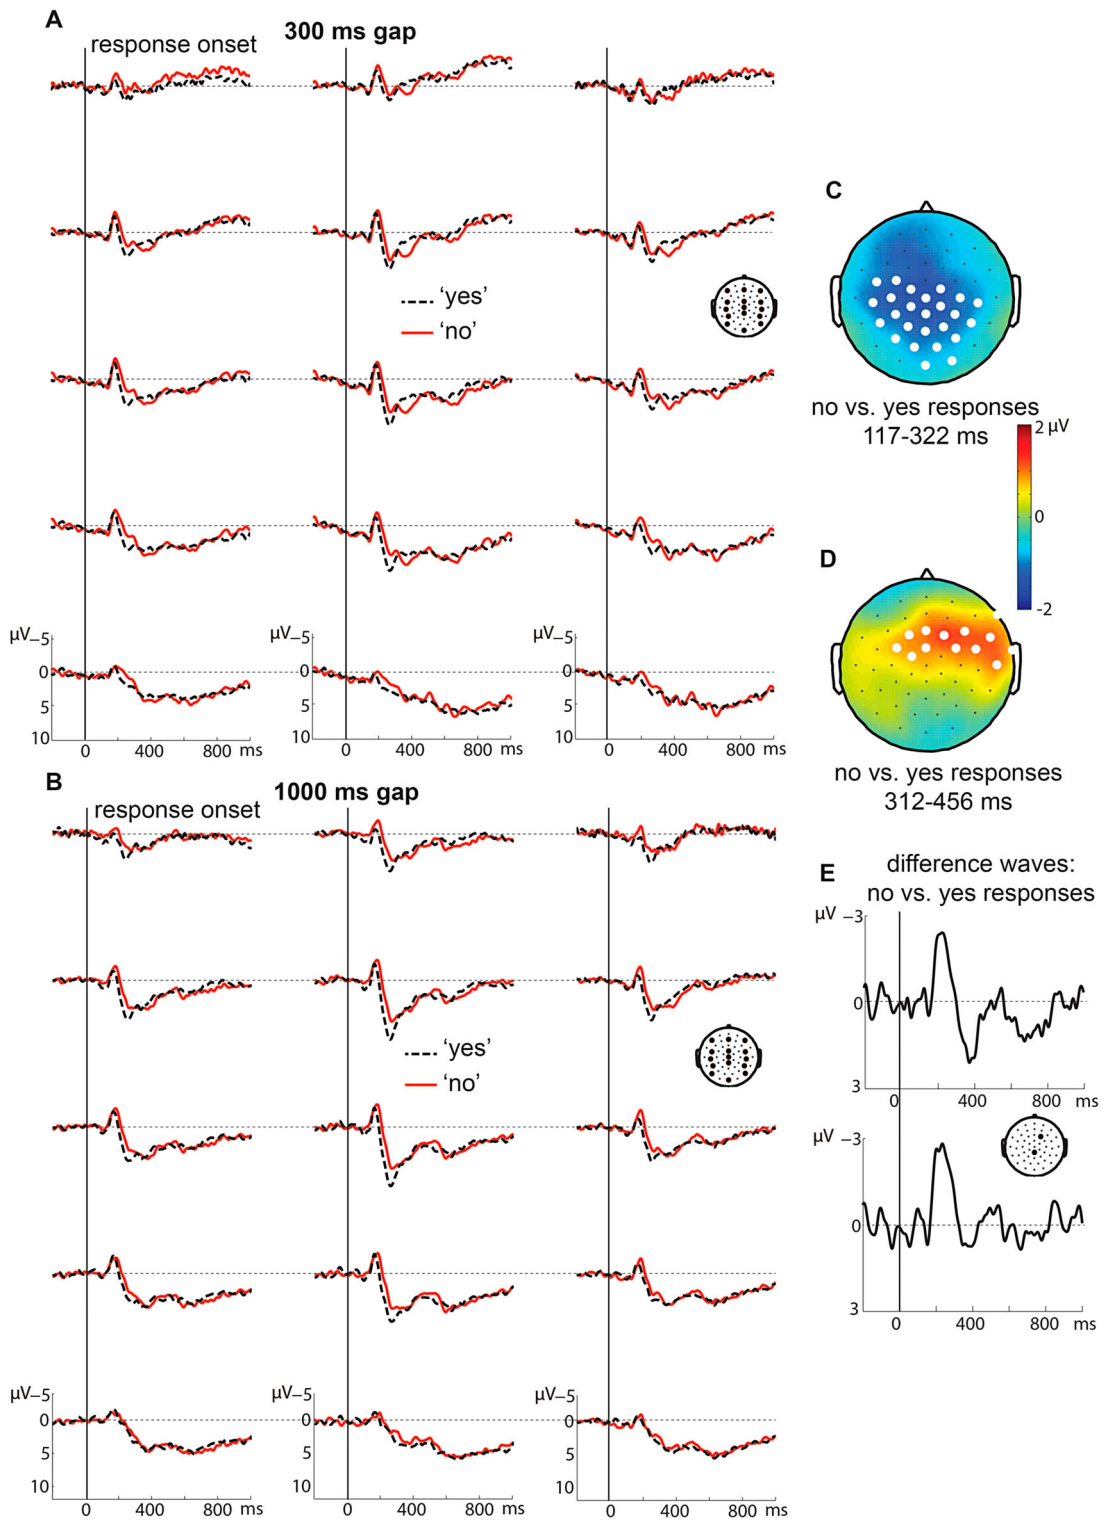 A
300 ms gap
response onset
'yes'
'no'
µV –5
0
5
10
0 400 800 ms
µV –5
0
5
10
0 400 800 ms
µV –5
0
5
10
0 400 800 ms
B
1000 ms gap
response onset
'yes'
'no'
µV –5
0
5
10
0 400 800 ms
µV –5
0
5
10
0 400 800 ms
µV –5
0
5
10
0 400 800 ms
C
no vs. yes responses
117-322 ms
2 µV
0
-2
D
no vs. yes responses
312-456 ms
E
difference waves:
no vs. yes responses
µV –3
0
3
0 400 800 ms
µV –3
0
3
0 400 800 ms